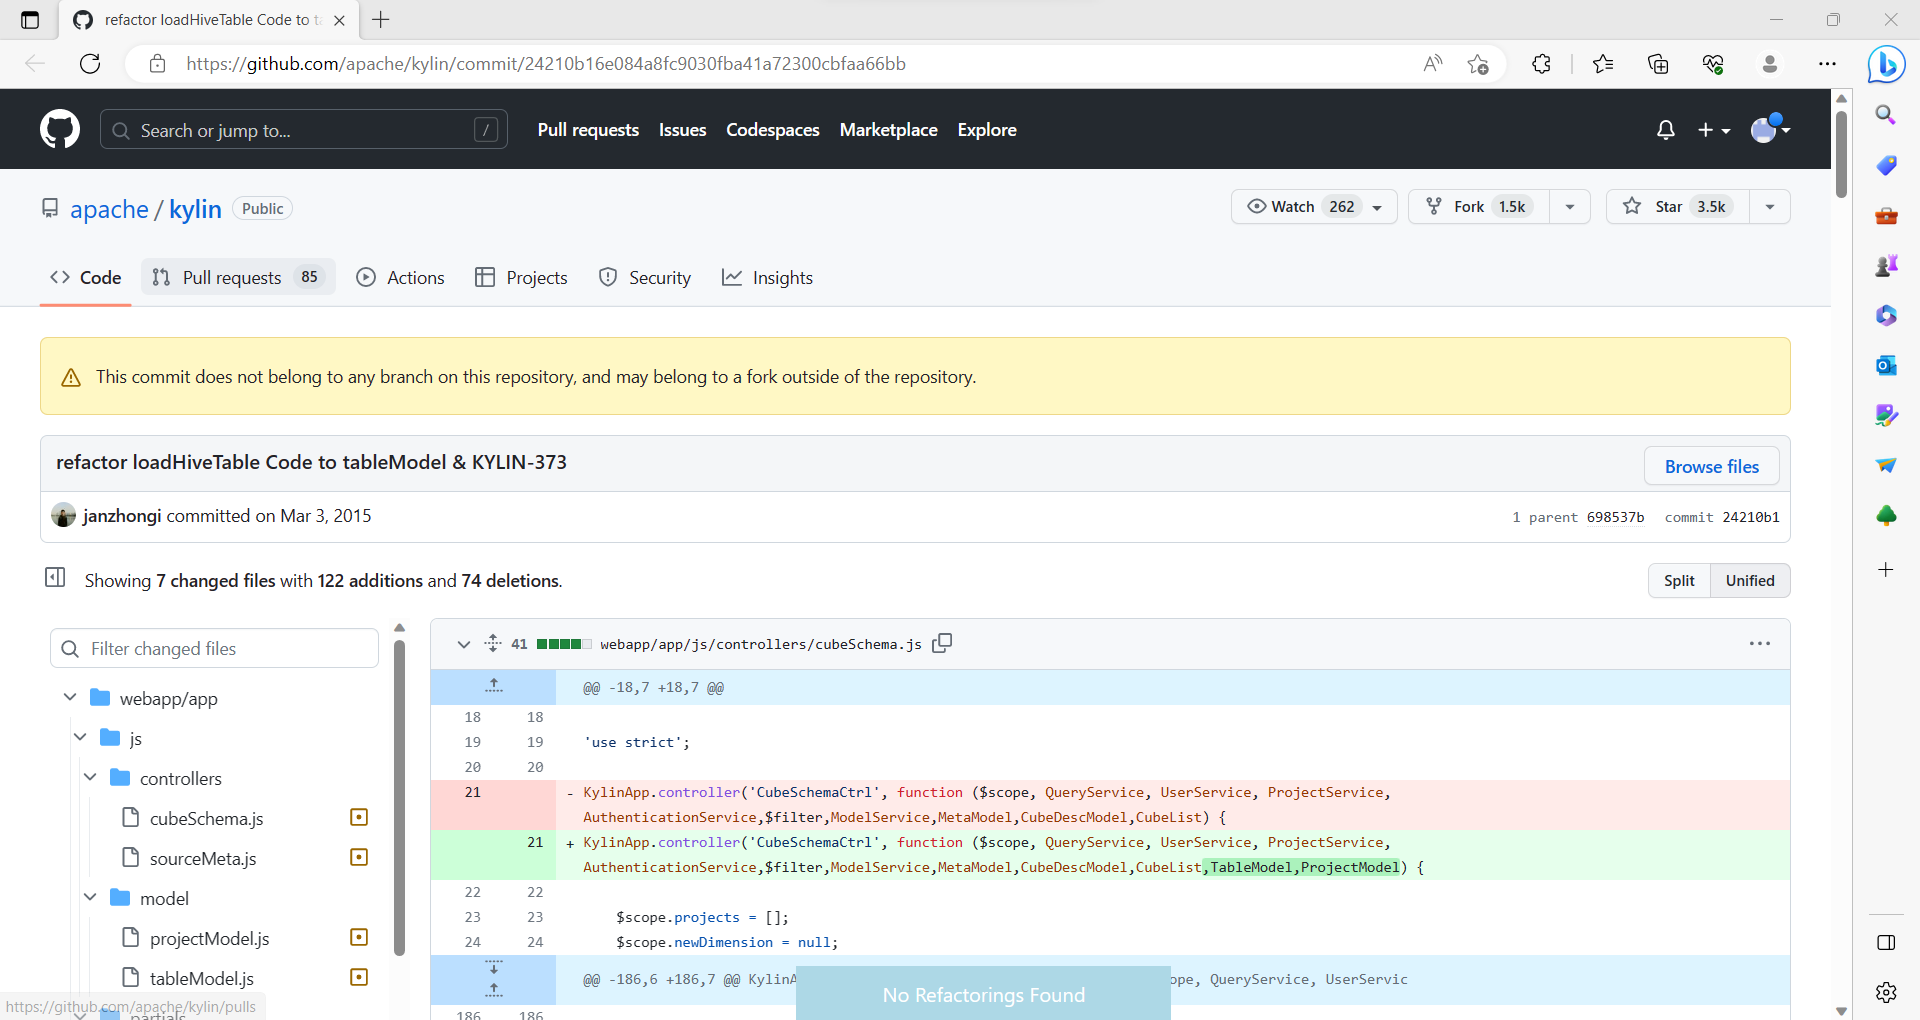 refactor loadHiveTable Code to ta
https://github.com/apache/kylin/commit/24210b16e084a8fc9030fba41a72300cbfaa66bb
Search or jump to... /
Pull requests Issues Codespaces Marketplace Explore
apache / kylin Public
Watch 262 Fork 1.5k Star 3.5k
Code Pull requests 85 Actions Projects Security Insights
This commit does not belong to any branch on this repository, and may belong to a fork outside of the repository.
refactor loadHiveTable Code to tableModel & KYLIN-373
Browse files
janzhongi committed on Mar 3, 2015
1 parent 698537b commit 24210b1
Showing 7 changed files with 122 additions and 74 deletions.
Split Unified
Filter changed files
webapp/app
js
controllers
cubeSchema.js
sourceMeta.js
model
projectModel.js
tableModel.js
partials
https://github.com/apache/kylin/pulls
41 webapp/app/js/controllers/cubeSchema.js
@@ -18,7 +18,7 @@
18 18
19 19 'use strict';
20 20
21 - KylinApp.controller('CubeSchemaCtrl', function ($scope, QueryService, UserService, ProjectService,
AuthenticationService,$filter,ModelService,MetaModel,CubeDescModel,CubeList) {
21 + KylinApp.controller('CubeSchemaCtrl', function ($scope, QueryService, UserService, ProjectService,
AuthenticationService,$filter,ModelService,MetaModel,CubeDescModel,CubeList,TableModel,ProjectModel) {
22 22
23 23 $scope.projects = [];
24 24 $scope.newDimension = null;
@@ -186,6 +186,7 @@ KylinA
ope, QueryService, UserServic
No Refactorings Found
186 186